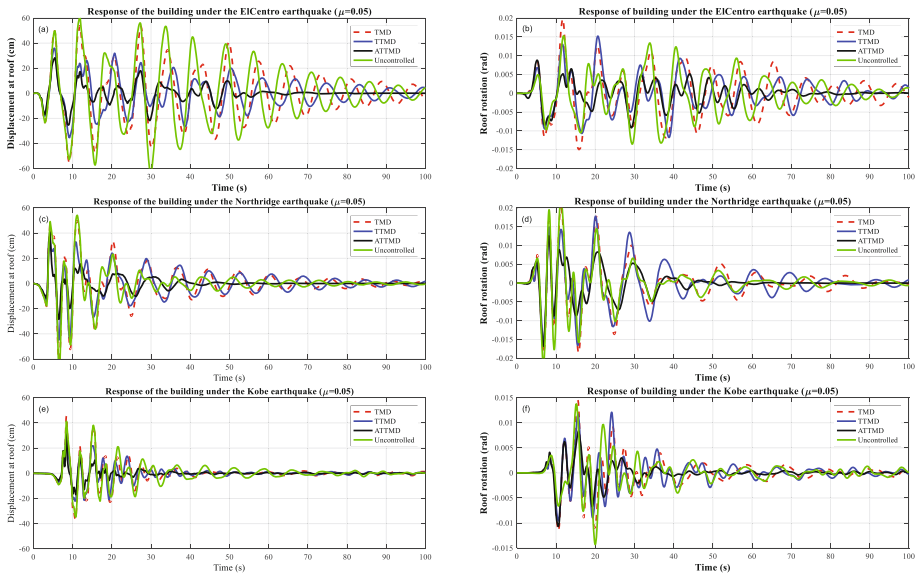 Response of the building under the ElCentro earthquake (μ=0.05)
(a)
TMD
TTMD
ATTMD
Uncontrolled
Displacement at roof (cm)
60
40
20
0
-20
-40
-60
0 10 20 30 40 50 60 70 80 90 100
Time (s)
Response of building under the ElCentro earthquake (μ=0.05)
(b)
TMD
TTMD
ATTMD
Uncontrolled
Roof rotation (rad)
0.02
0.015
0.01
0.005
0
-0.005
-0.01
-0.015
-0.02
0 10 20 30 40 50 60 70 80 90 100
Time (s)
Response of the building under the Northridge earthquake (μ=0.05)
(c)
TMD
TTMD
ATTMD
Uncontrolled
Displacement at roof (cm)
60
40
20
0
-20
-40
-60
0 10 20 30 40 50 60 70 80 90 100
Time (s)
Response of building under the Northridge earthquake (μ=0.05)
(d)
TMD
TTMD
ATTMD
Uncontrolled
Roof rotation (rad)
0.02
0.015
0.01
0.005
0
-0.005
-0.01
-0.015
-0.02
0 10 20 30 40 50 60 70 80 90 100
Time (s)
Response of the building under the Kobe earthquake (μ=0.05)
(e)
TMD
TTMD
ATTMD
Uncontrolled
Displacement at roof (cm)
60
40
20
0
-20
-40
-60
0 10 20 30 40 50 60 70 80 90 100
Time (s)
Response of building under the Kobe earthquake (μ=0.05)
(f)
TMD
TTMD
ATTMD
Uncontrolled
Roof rotation (rad)
0.015
0.01
0.005
0
-0.005
-0.01
-0.015
0 10 20 30 40 50 60 70 80 90 100
Time (s)